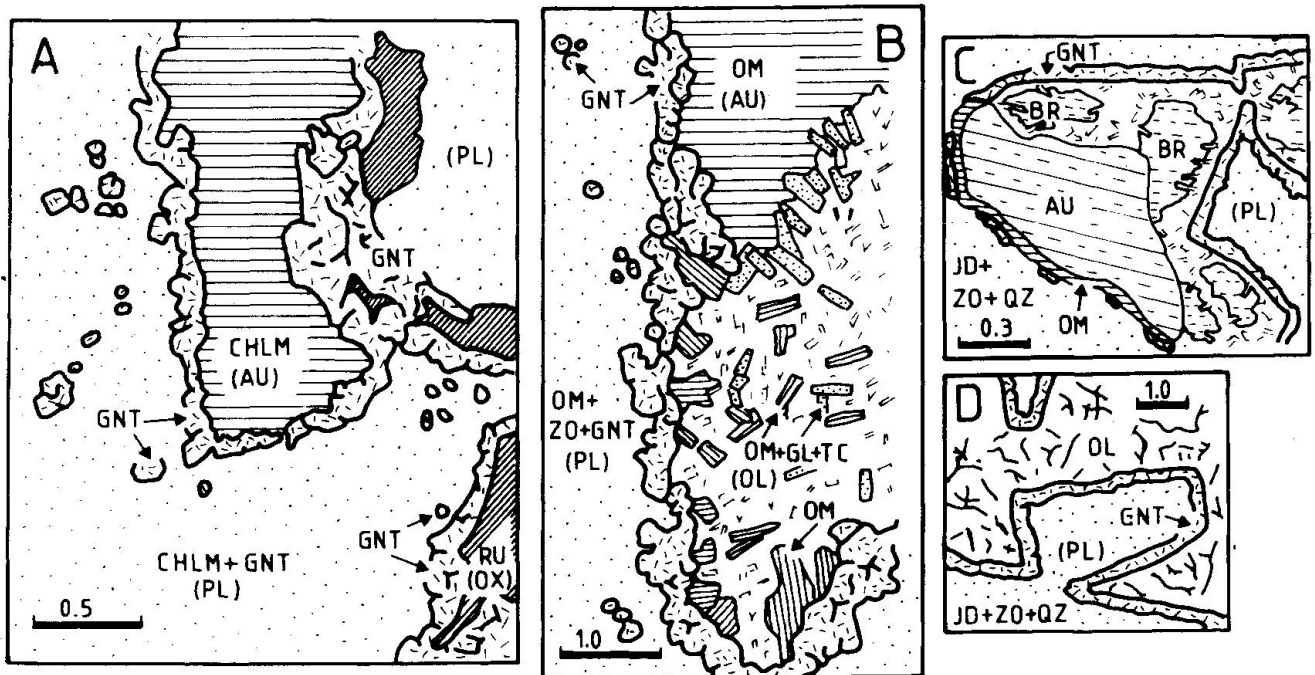 A
(PL)
GNT
CHLM
(AU)
GNT
GNT
RU
(OX)
CHLM+GNT
(PL)
0.5
B
OM
(AU)
GNT
OM+
ZO+GNT
(PL)
OM+GL+TC
(OL)
OM
1.0
C
GNT
BR
BR
AU
(PL)
JD+
ZO+QZ
0.3
OM
D
1.0
OL
GNT
(PL)
JD+ZO+QZ